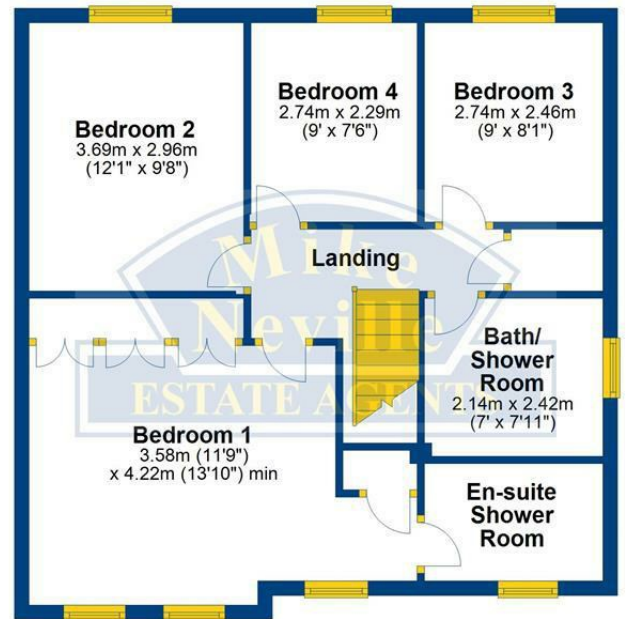 Bedroom 2
3.69m x 2.96m
(12'1" x 9'8")
Bedroom 4
2.74m x 2.29m
(9' x 7'6")
Bedroom 3
2.74m x 2.46m
(9' x 8'1")
Landing
Mike
Neville
ESTATE AGENTS
Bath/
Shower
Room
2.14m x 2.42m
(7' x 7'11")
Bedroom 1
3.58m (11'9")
x 4.22m (13'10") min
En-suite
Shower
Room